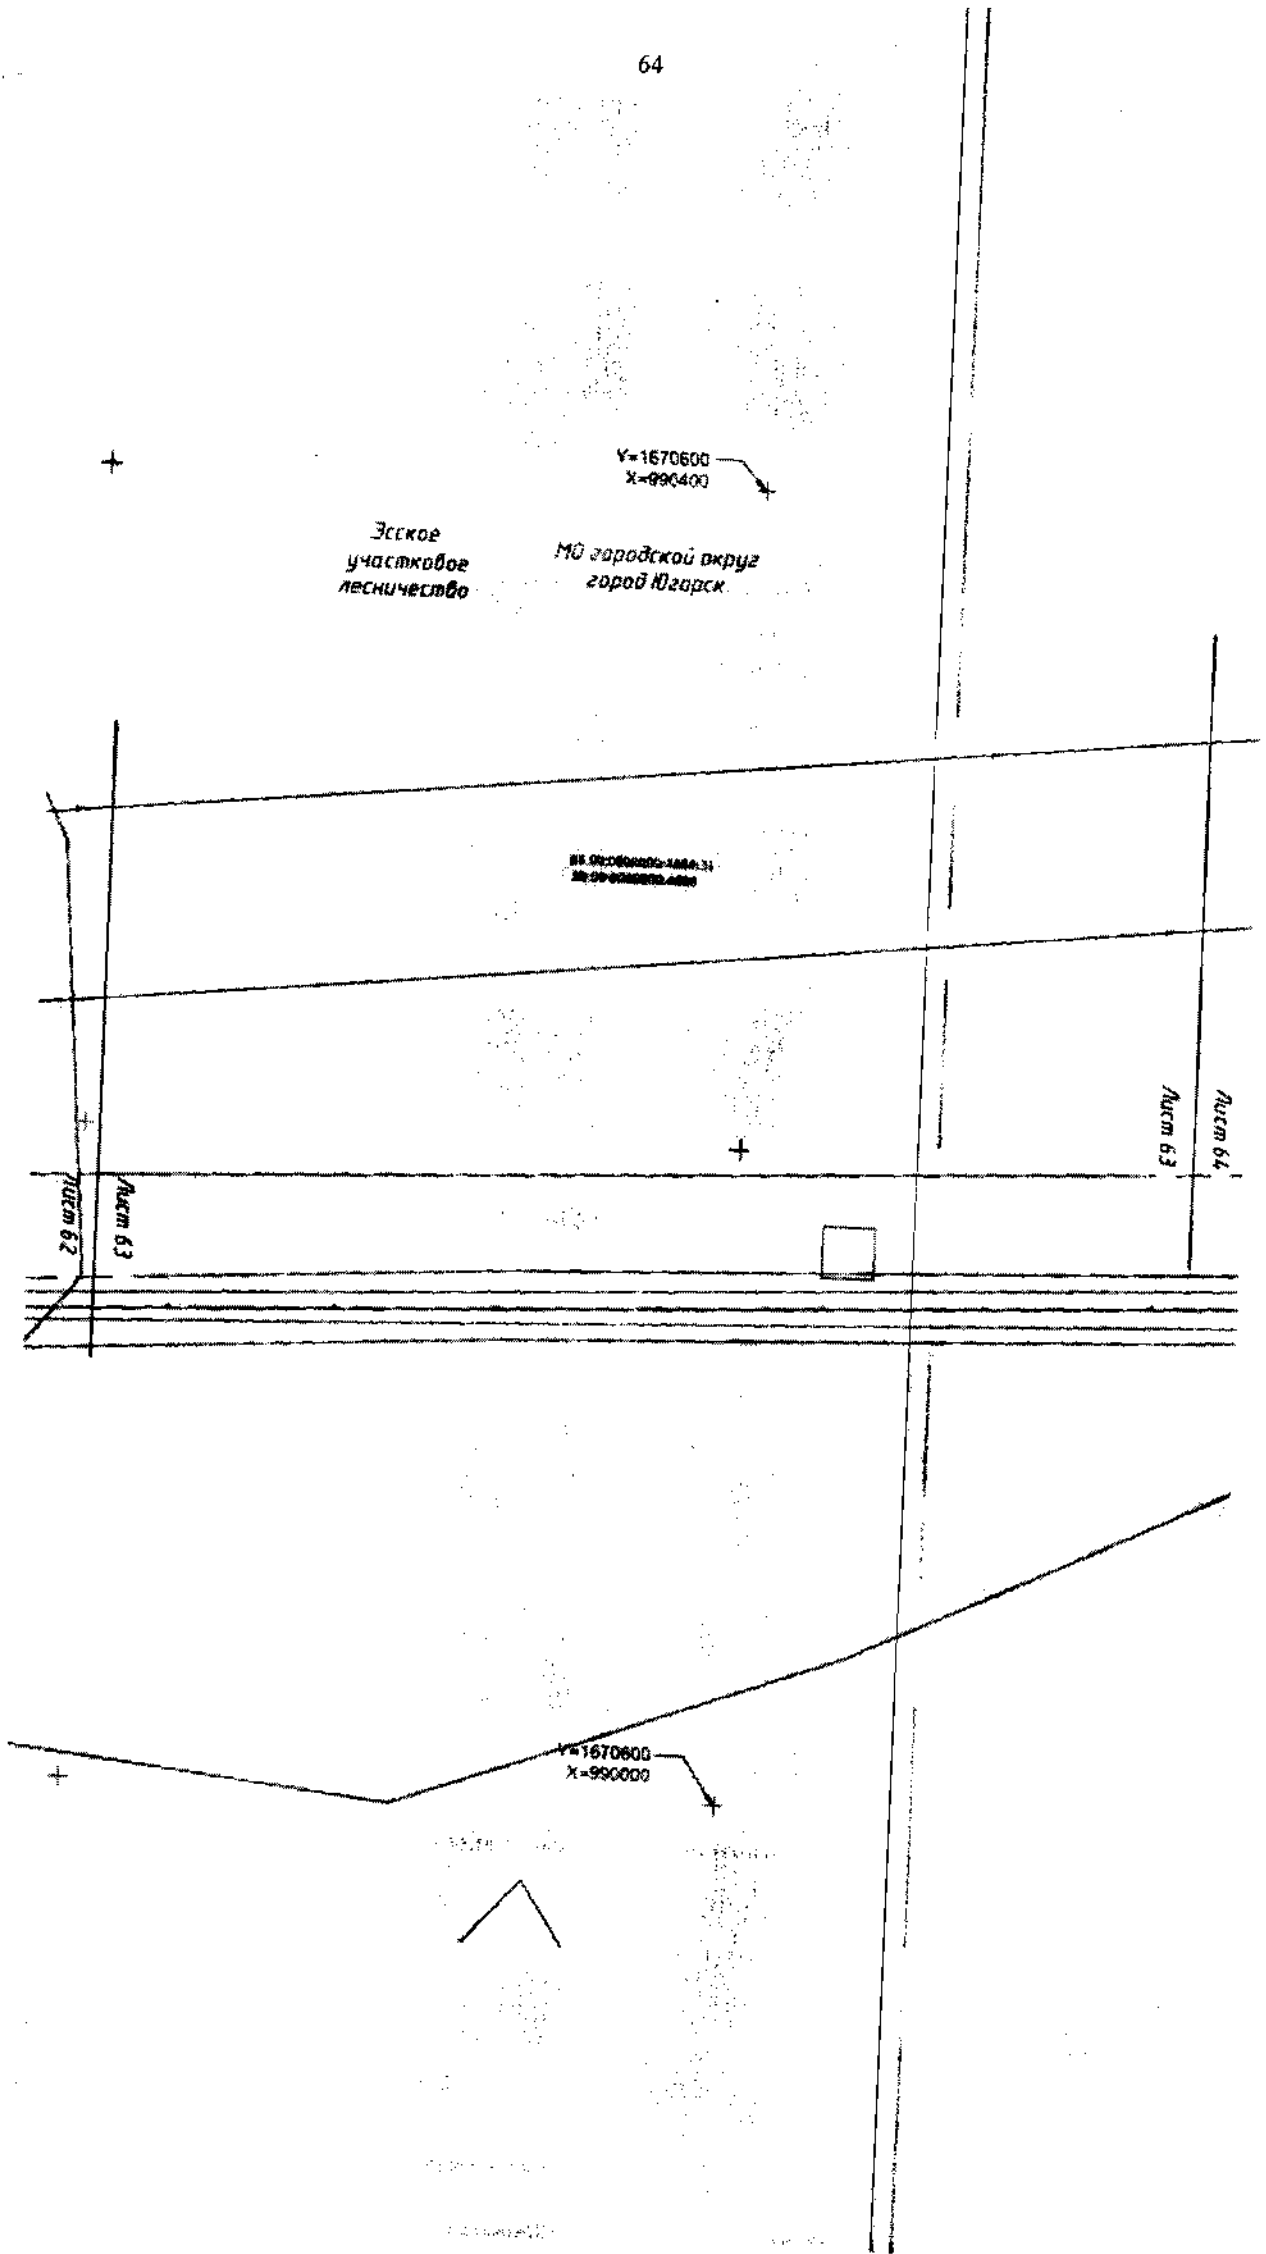 64
Y=1670600
X=990400
Эсское
участковое
лесничество
МО городской округ
город Югорск
Лист 64
Лист 63
Лист 63
Лист 62
Y=1670600
X=990000